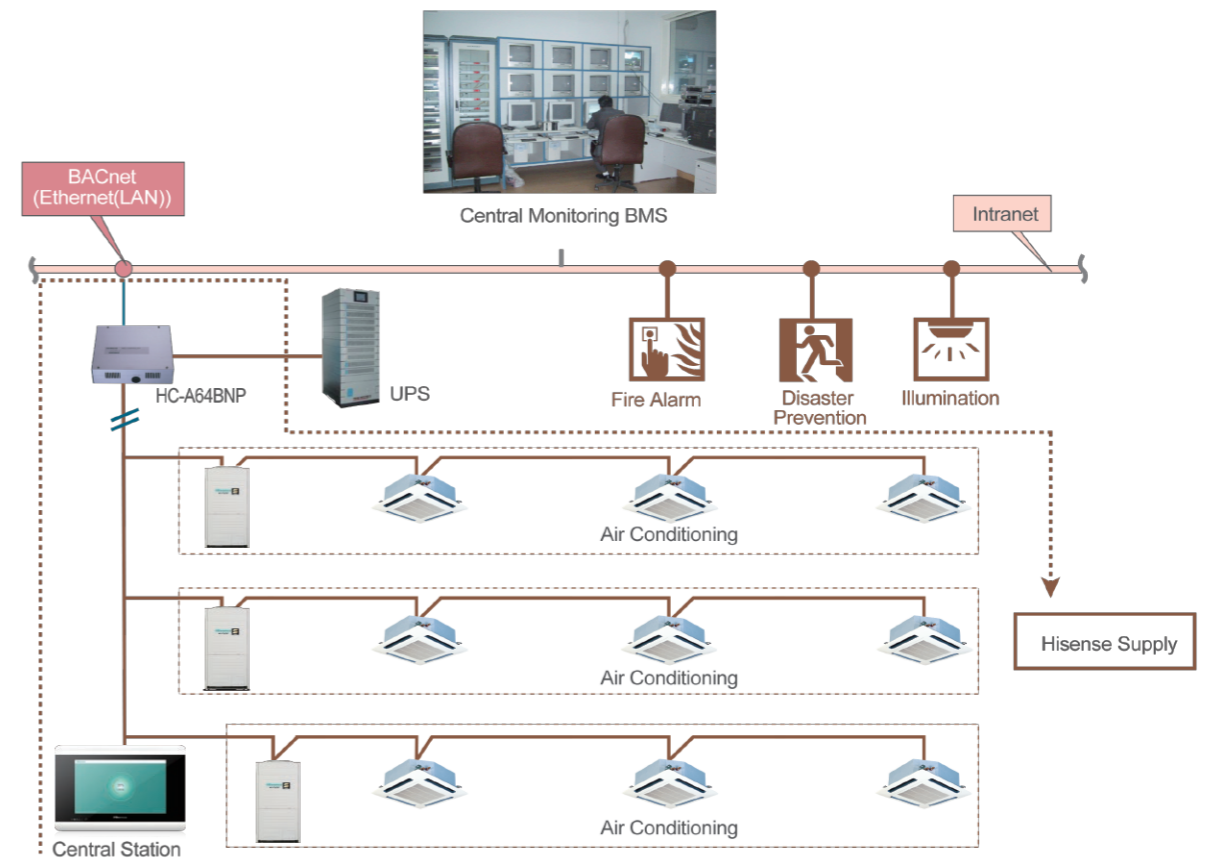 Central Monitoring BMS
BACnet
(Ethernet(LAN))
Intranet
HC-A64BNP
UPS
Fire Alarm
Disaster
Prevention
Illumination
Air Conditioning
Air Conditioning
Hisense Supply
Air Conditioning
Central Station